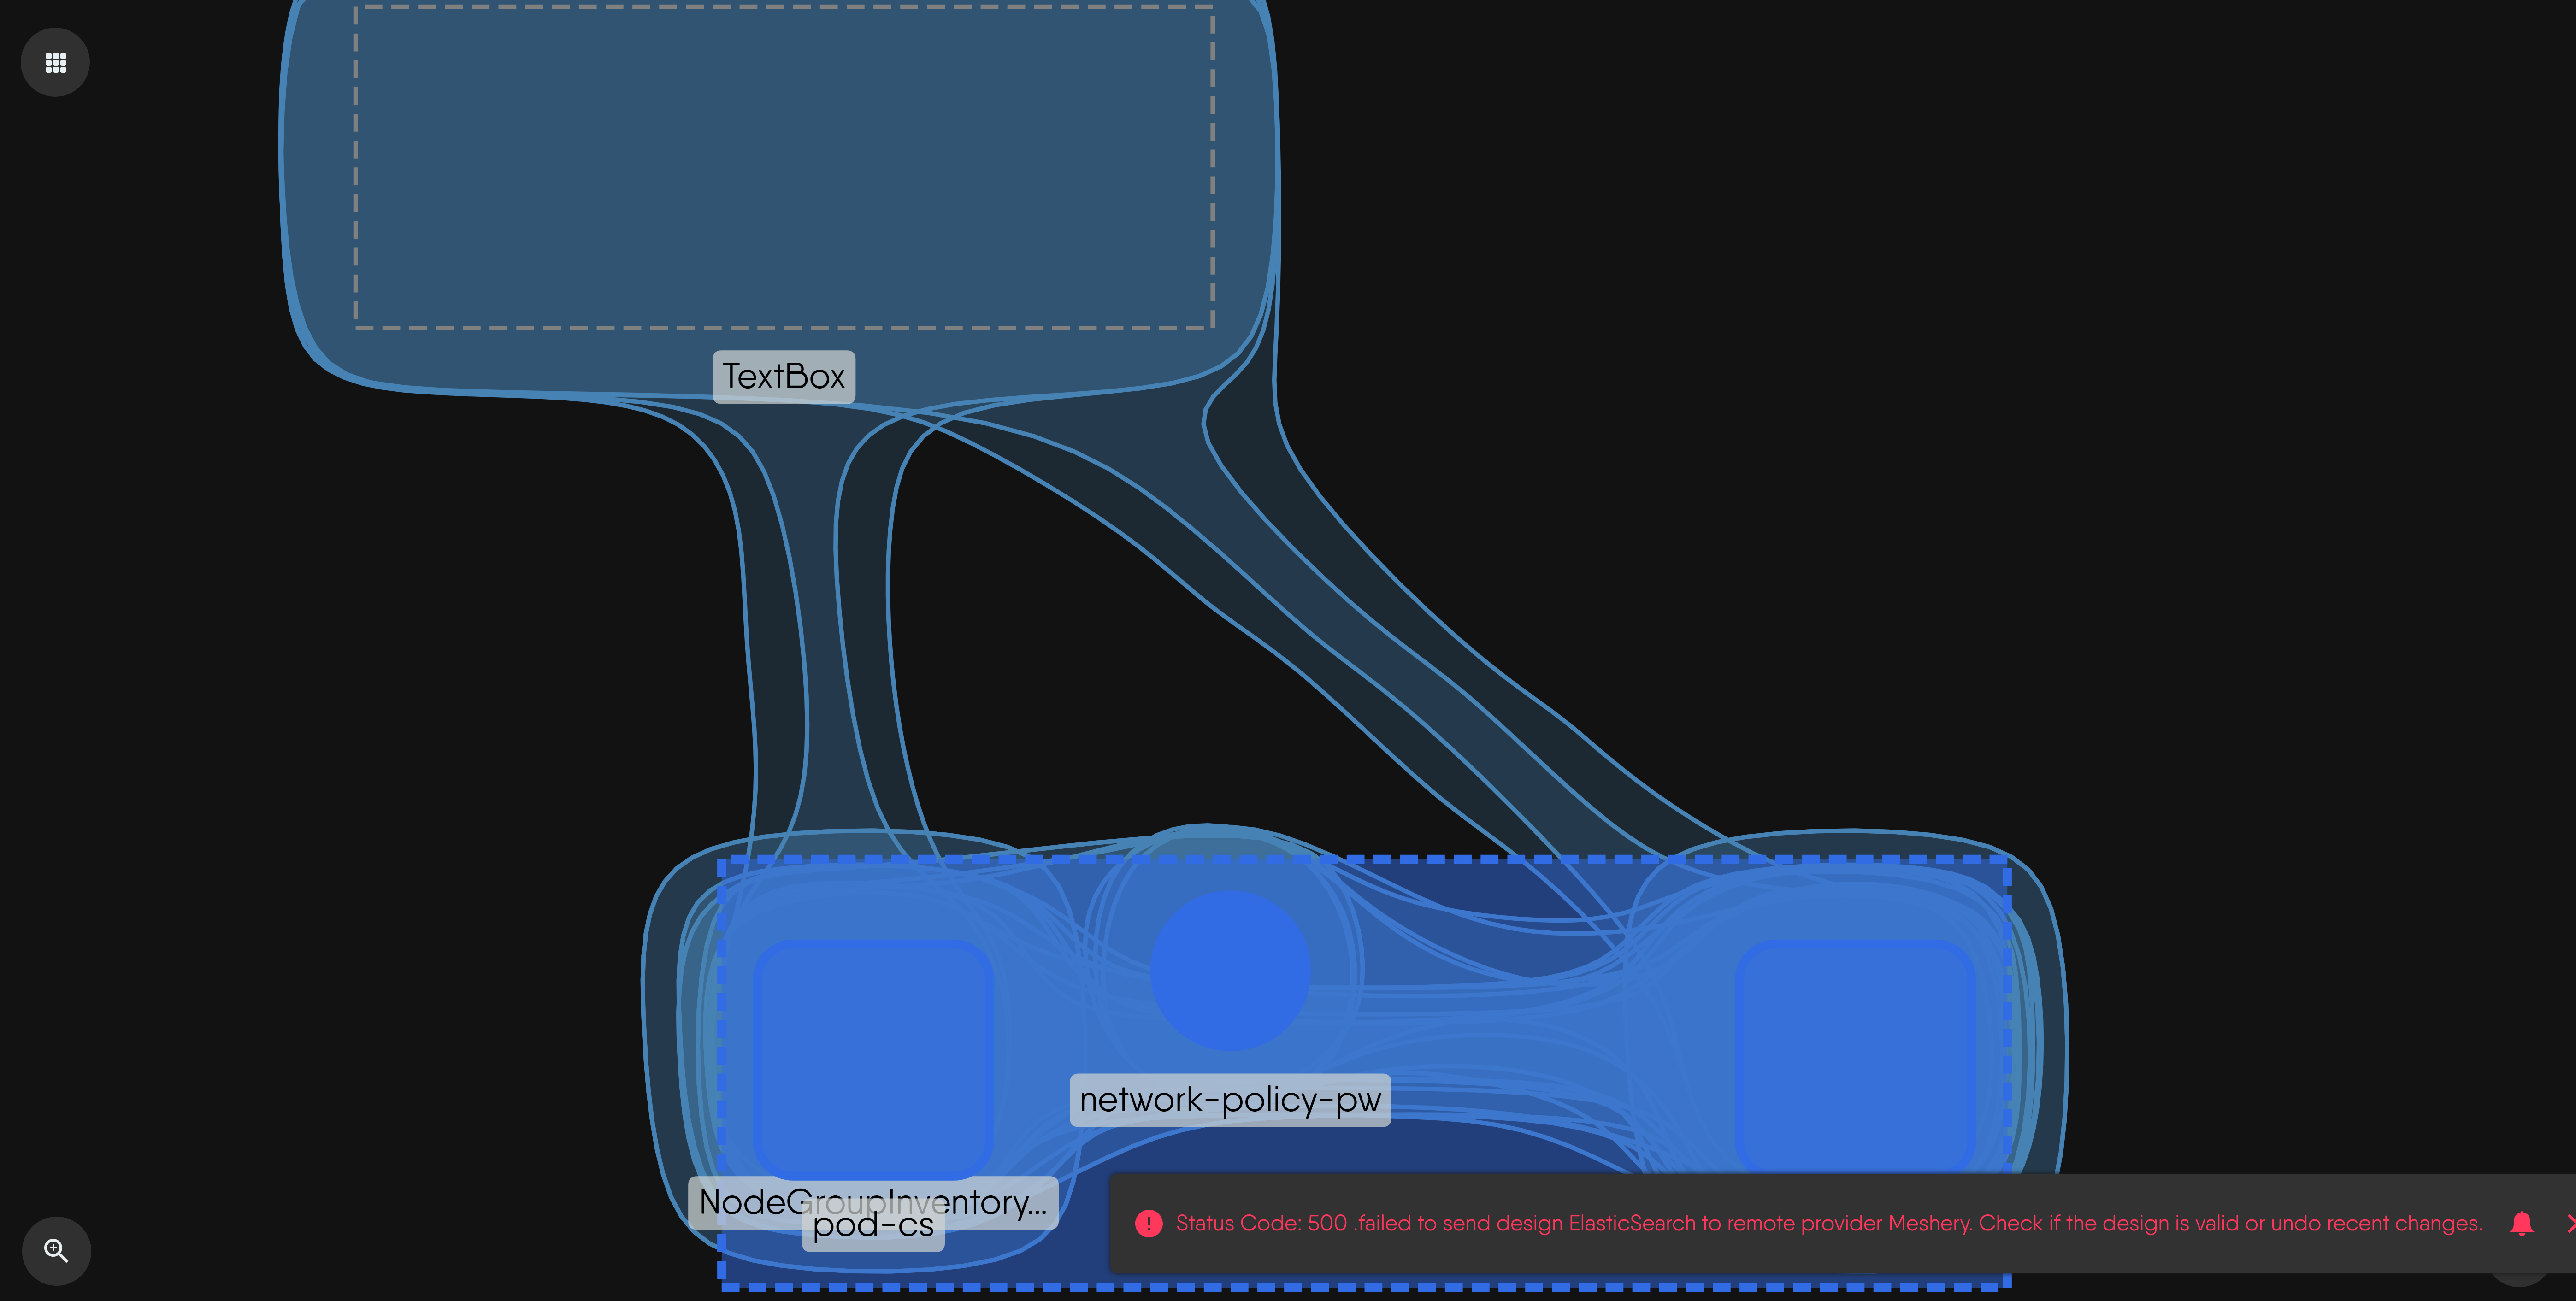 TextBox
network-policy-pw
NodeGroupInventory...
pod-cs
Status Code: 500 .failed to send design ElasticSearch to remote provider Meshery. Check if the design is valid or undo recent changes.